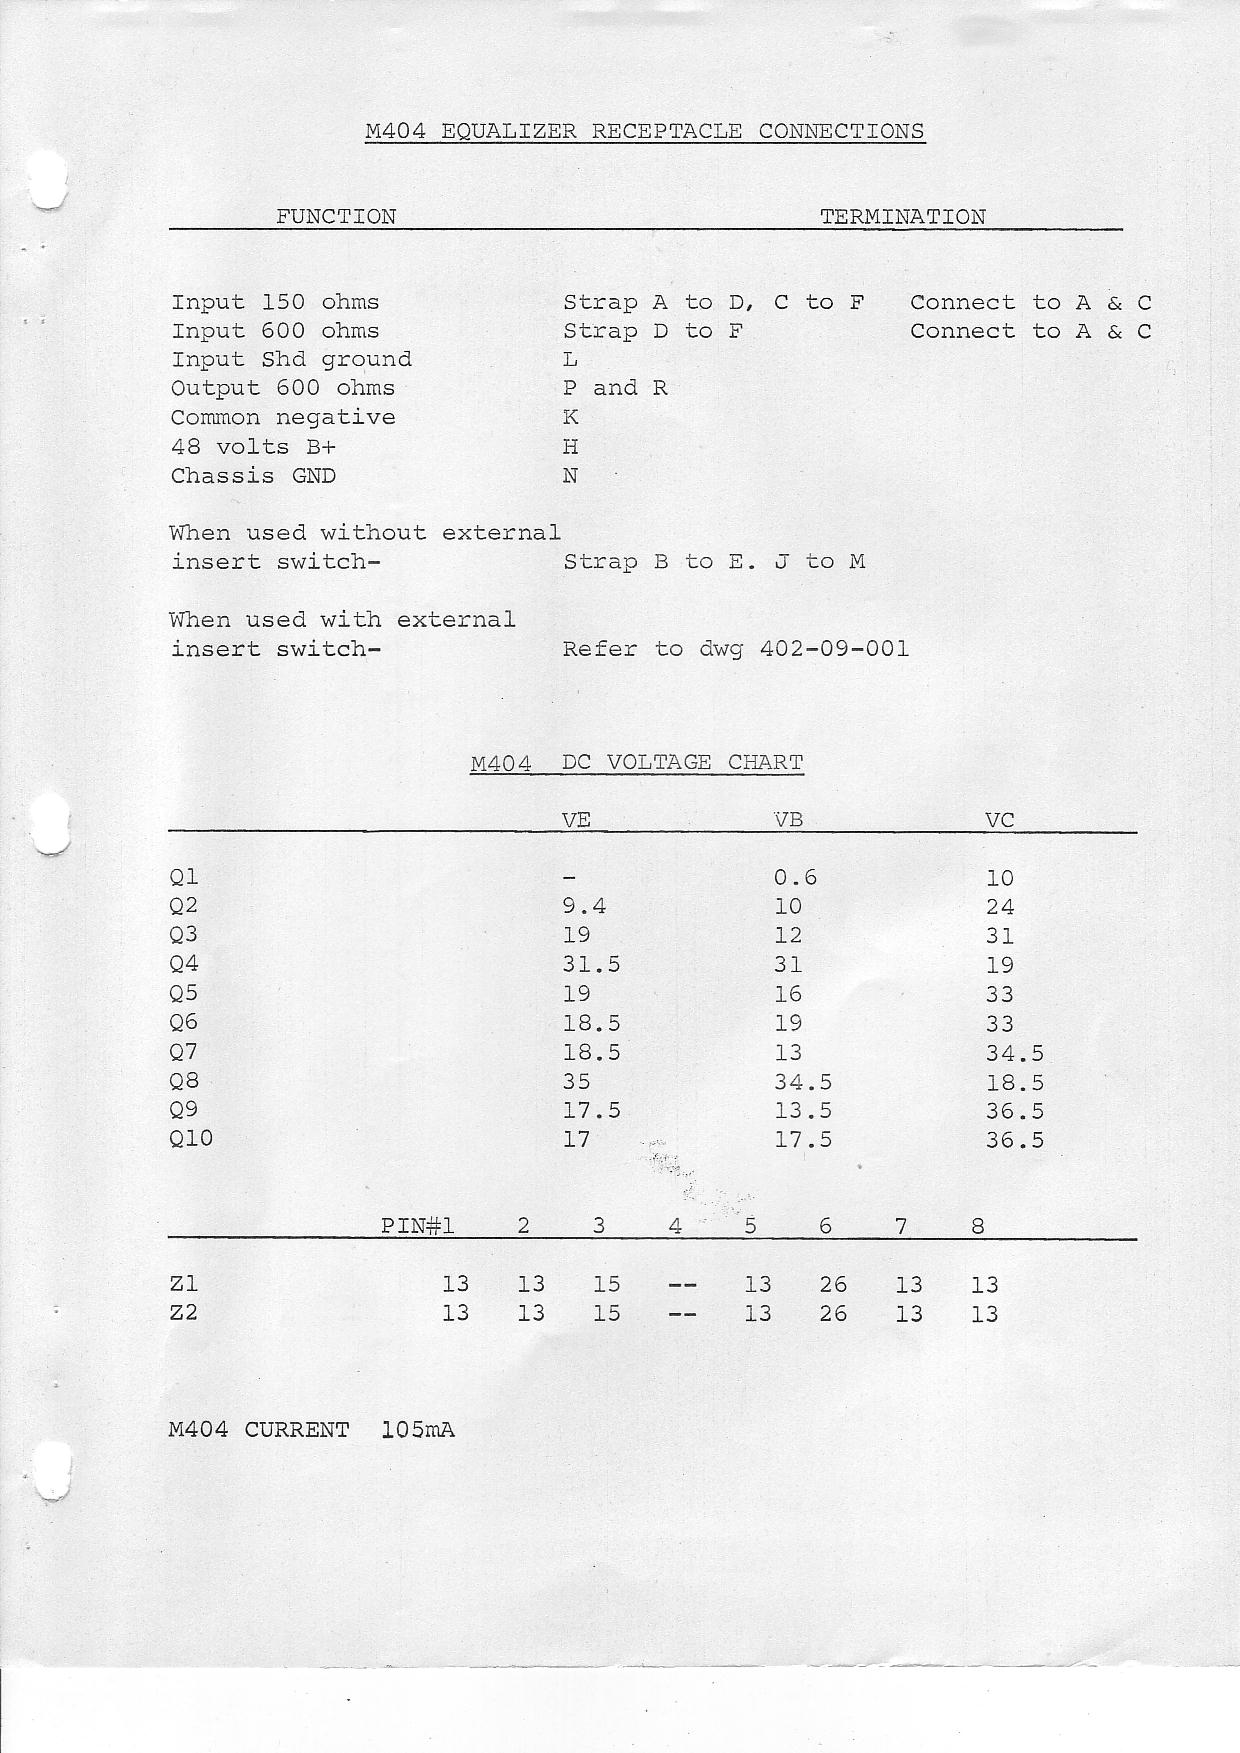 M404 EQUALIZER RECEPTACLE CONNECTIONS
FUNCTION TERMINATION
Input 150 ohms Strap A to D, C to F Connect to A & C
Input 600 ohms Strap D to F Connect to A & C
Input Shd ground L
Output 600 ohms P and R
Common negative K
48 volts B+ H
Chassis GND N
When used without external
insert switch- Strap B to E. J to M
When used with external
insert switch- Refer to dwg 402-09-001
M404 DC VOLTAGE CHART
VE VB VC
Q1 - 0.6 10
Q2 9.4 10 24
Q3 19 12 31
Q4 31.5 31 19
Q5 19 16 33
Q6 18.5 19 33
Q7 18.5 13 34.5
Q8 35 34.5 18.5
Q9 17.5 13.5 36.5
Q10 17 17.5 36.5
PIN#1 2 3 4 5 6 7 8
Z1 13 13 15 -- 13 26 13 13
Z2 13 13 15 -- 13 26 13 13
M404 CURRENT 105mA